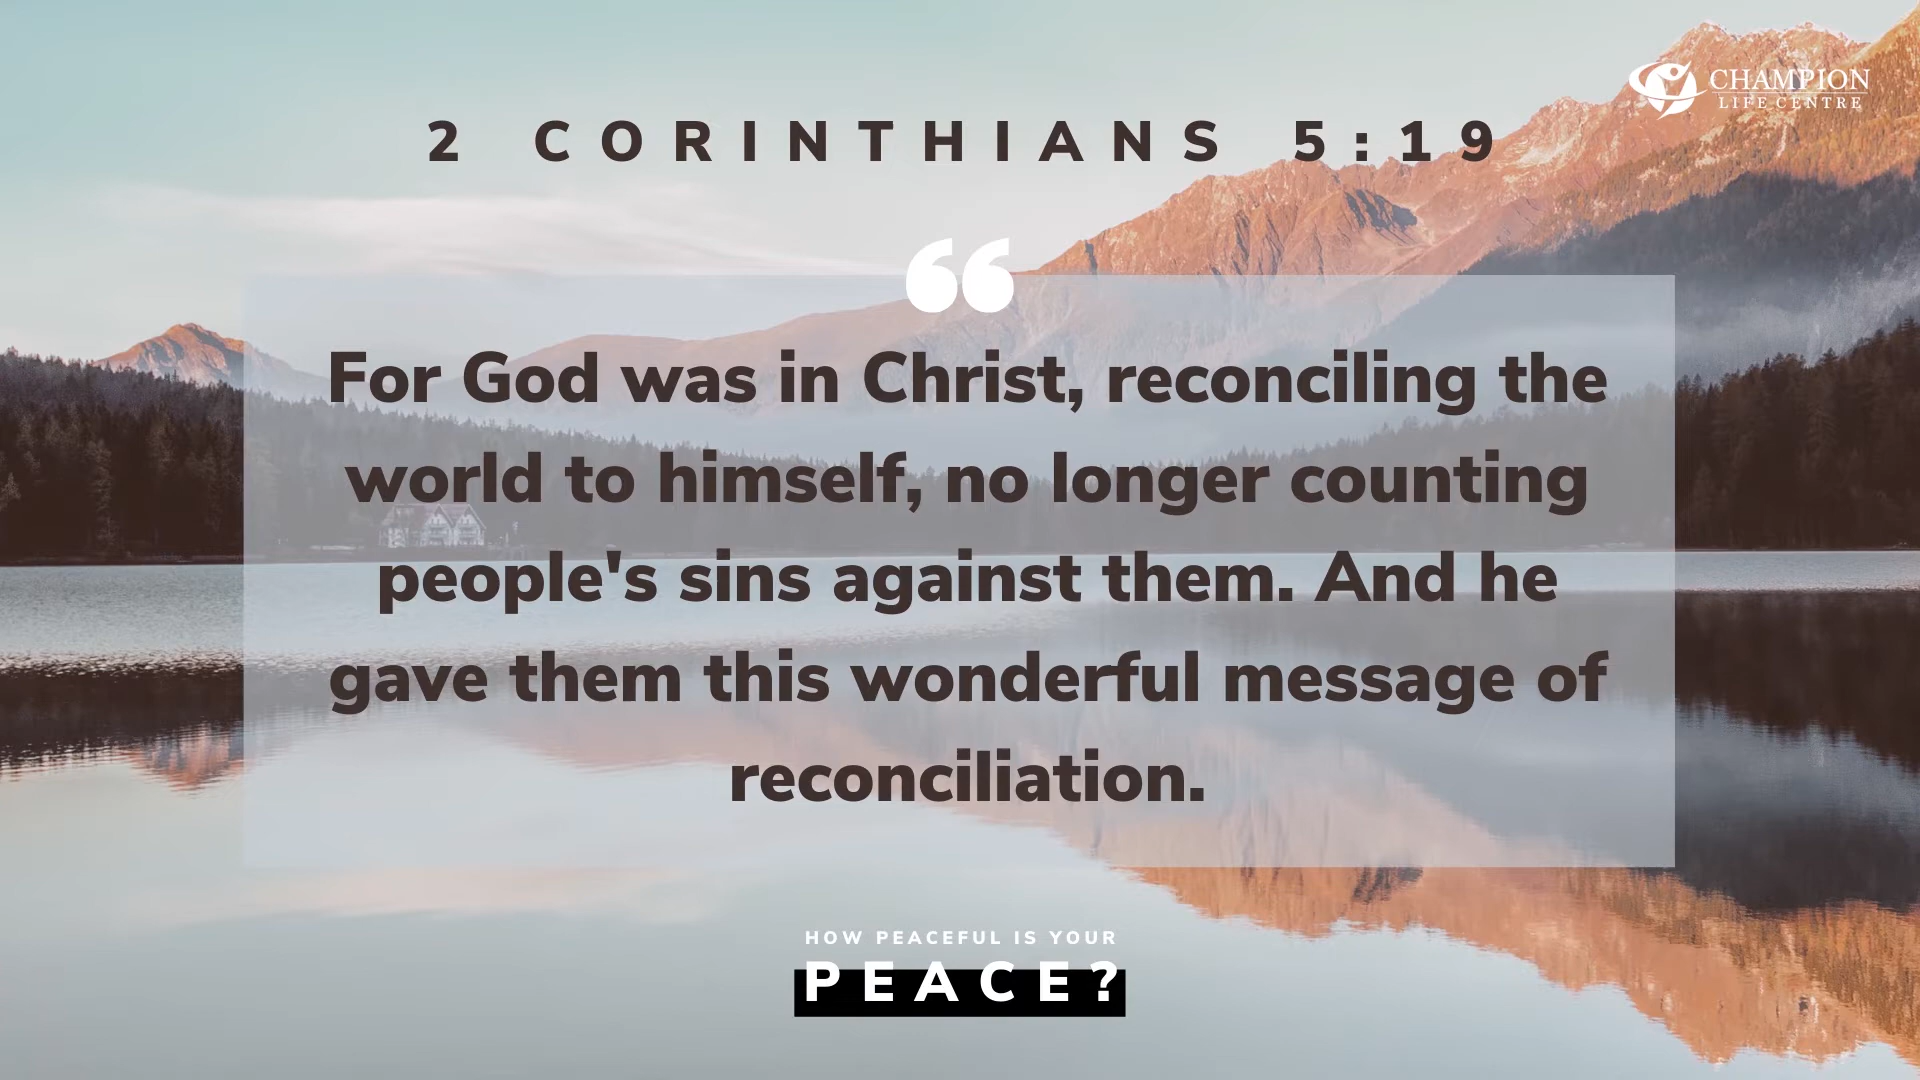 CHAMPION
LIFE CENTRE
2 CORINTHIANS 5:19
“
For God was in Christ, reconciling the
world to himself, no longer counting
people's sins against them. And he
gave them this wonderful message of
reconciliation.
HOW PEACEFUL IS YOUR
PEACE?